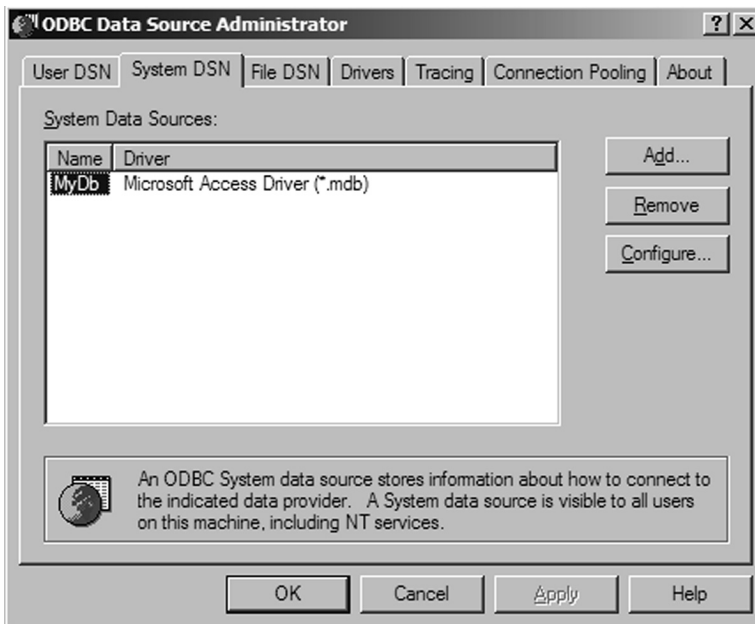 ODBC Data Source Administrator
User DSN System DSN File DSN Drivers Tracing Connection Pooling About
System Data Sources:
Name Driver
MyDb Microsoft Access Driver (*.mdb)
Add...
Remove
Configure...
An ODBC System data source stores information about how to connect to
the indicated data provider. A System data source is visible to all users
on this machine, including NT services.
OK Cancel Apply Help